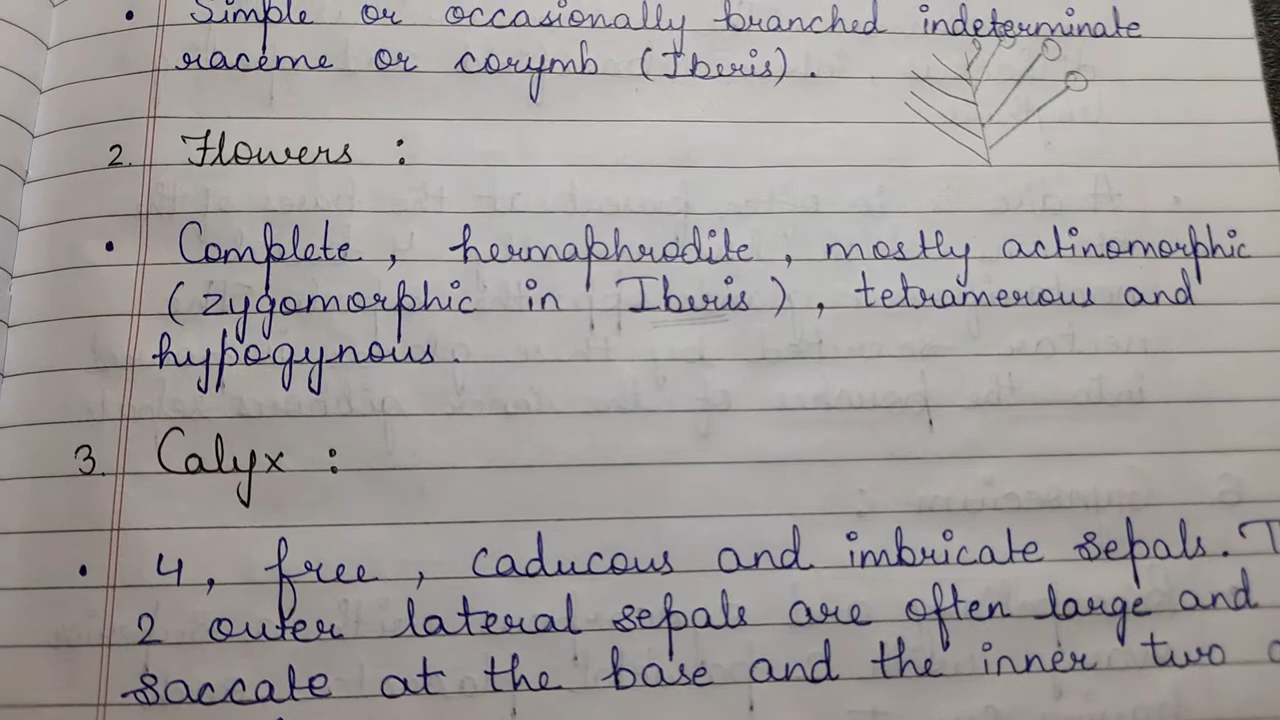 • Simple or occasionally branched indeterminate
raceme or corymb (Iberis).
2. Flowers :
• Complete, hermaphrodite, mostly actinomorphic
(zygomorphic in Iberis), tetramerous and
hypogynous.
3. Calyx :
• 4, free, caducous and imbricate sepals. T
2 outer lateral sepals are often large and
saccate at the base and the inner two